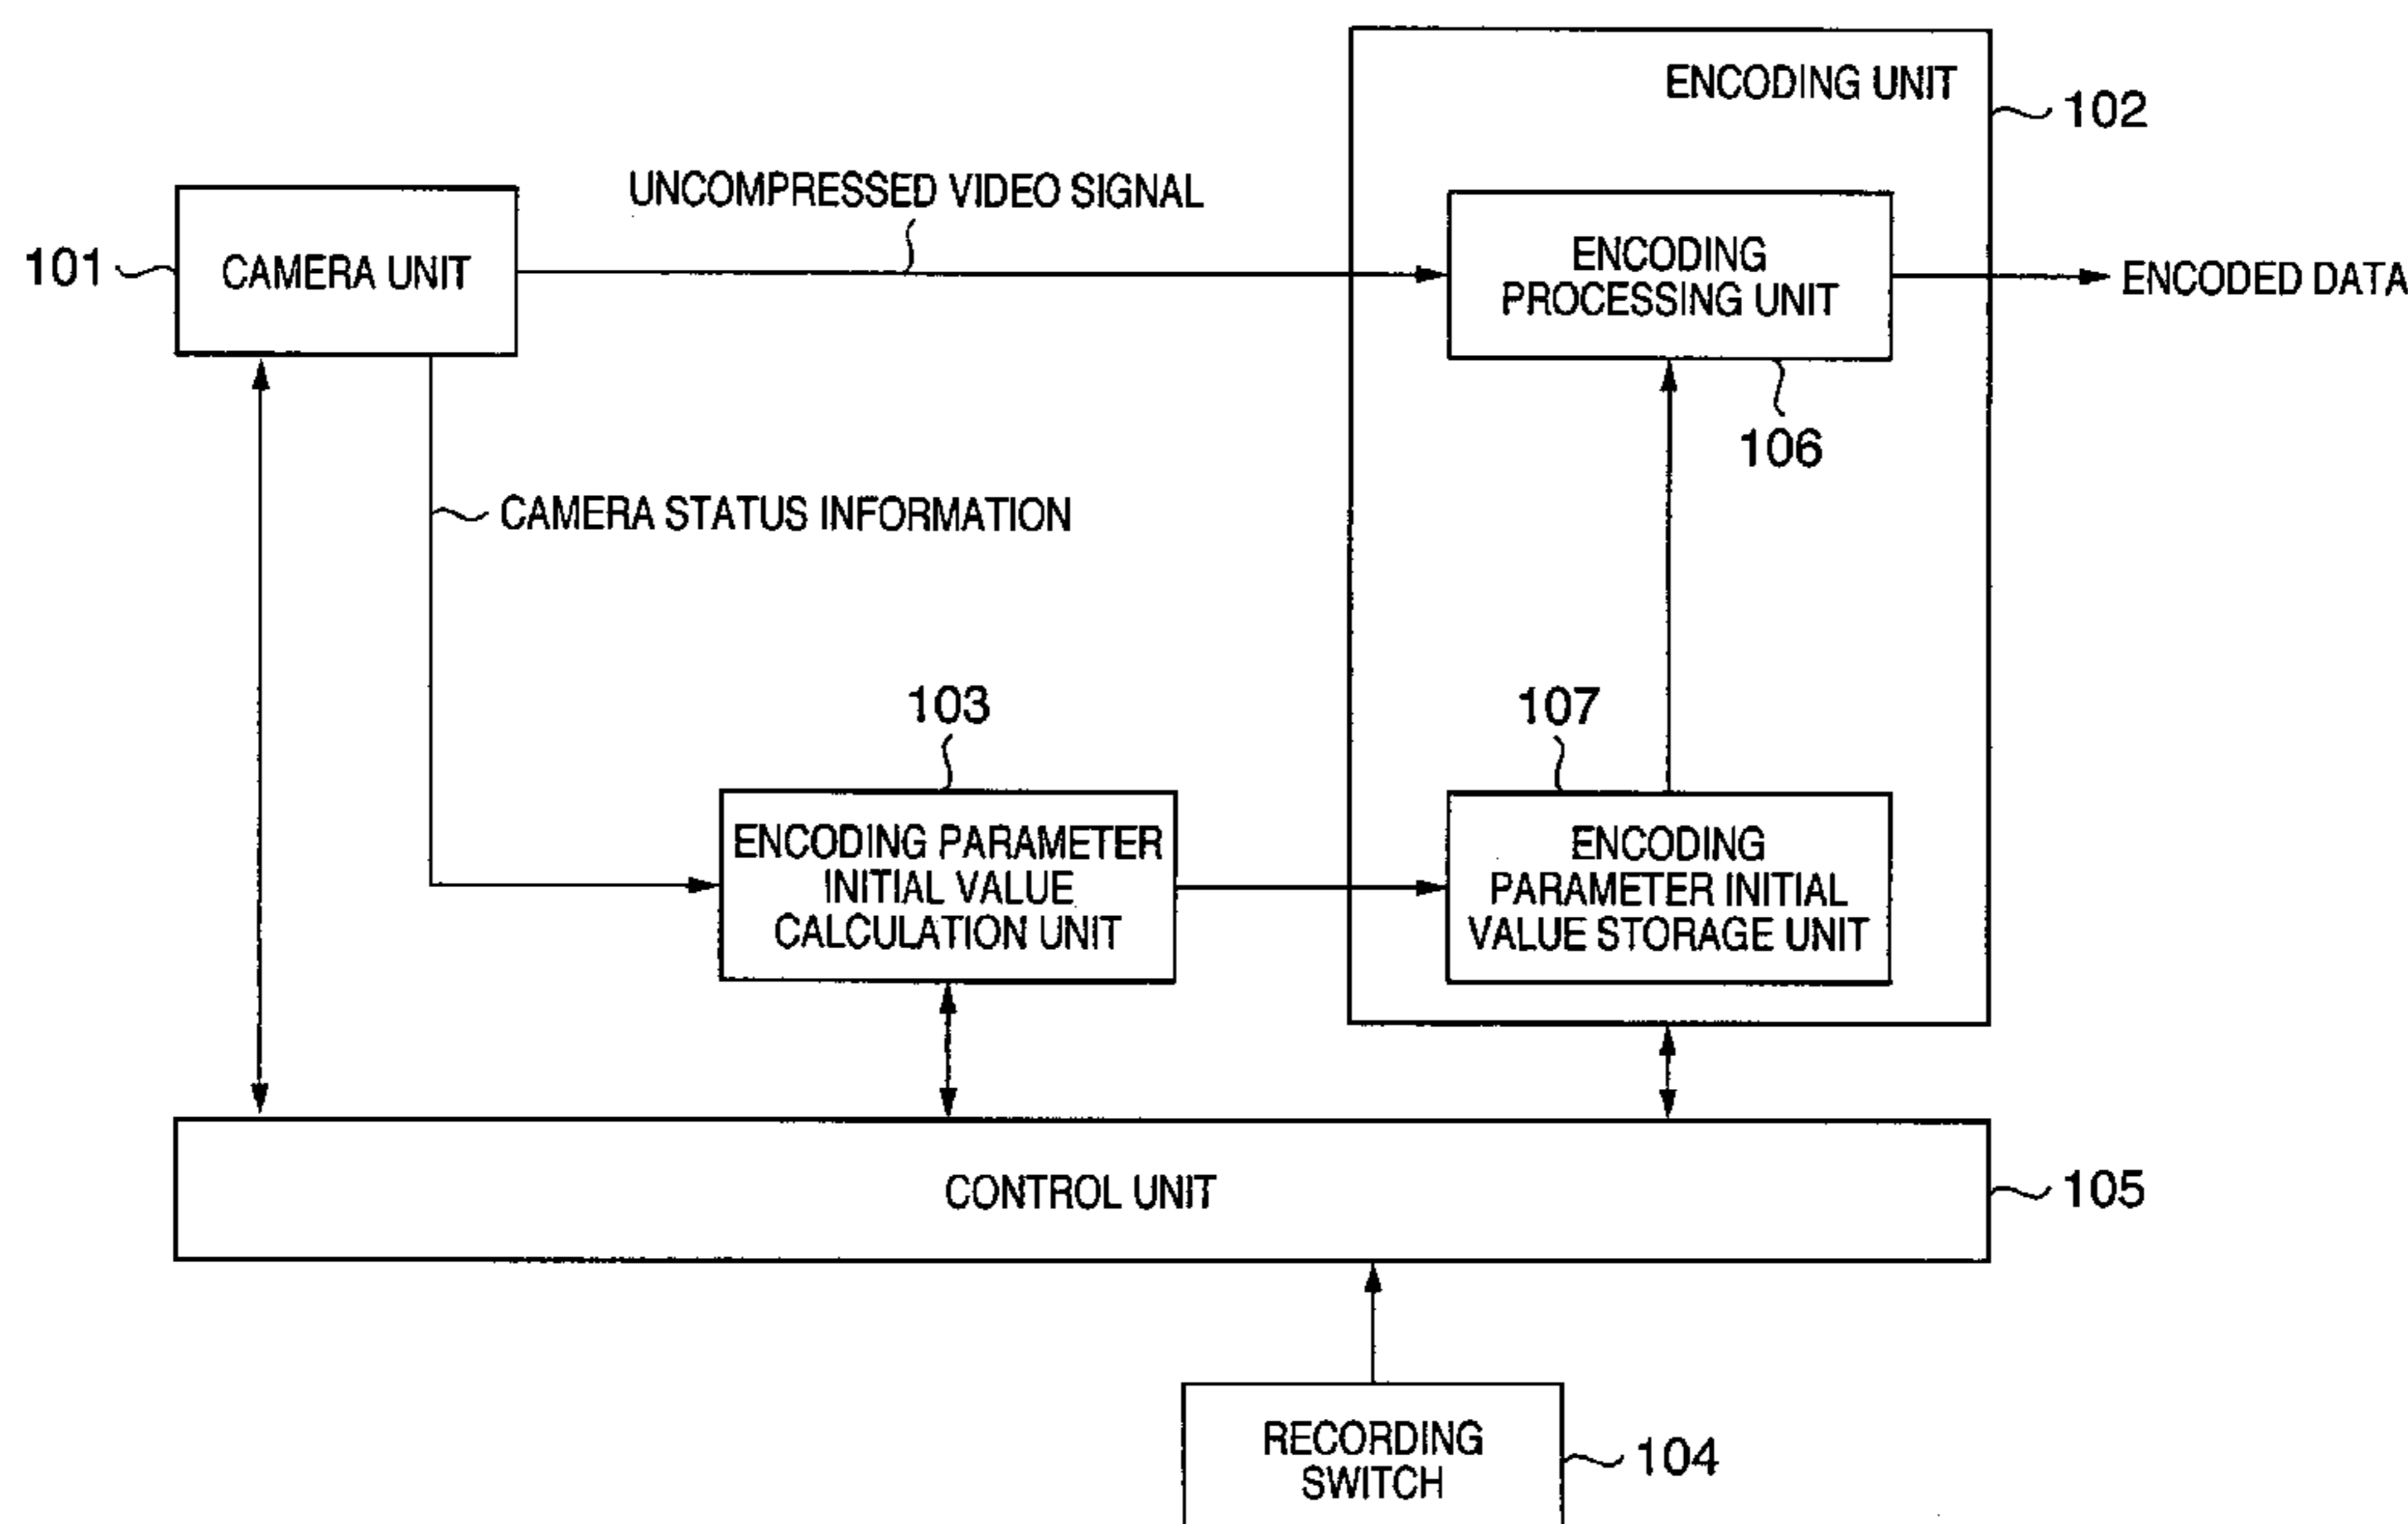 ENCODING UNIT
102
UNCOMPRESSED VIDEO SIGNAL
101
CAMERA UNIT
ENCODING
PROCESSING UNIT
ENCODED DATA
106
CAMERA STATUS INFORMATION
103
107
ENCODING PARAMETER
INITIAL VALUE
CALCULATION UNIT
ENCODING
PARAMETER INITIAL
VALUE STORAGE UNIT
CONTROL UNIT
105
RECORDING
SWITCH
104